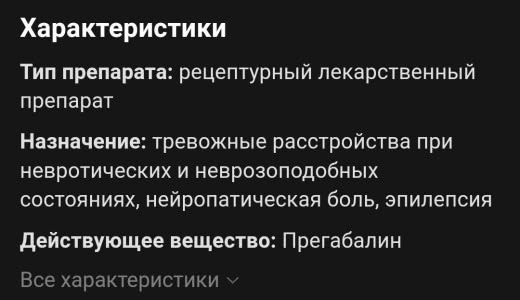 Характеристики
Тип препарата: рецептурный лекарственный
препарат
Назначение: тревожные расстройства при
невротических и неврозоподобных
состояниях, нейропатическая боль, эпилепсия
Действующее вещество: Прегабалин
Все характеристики